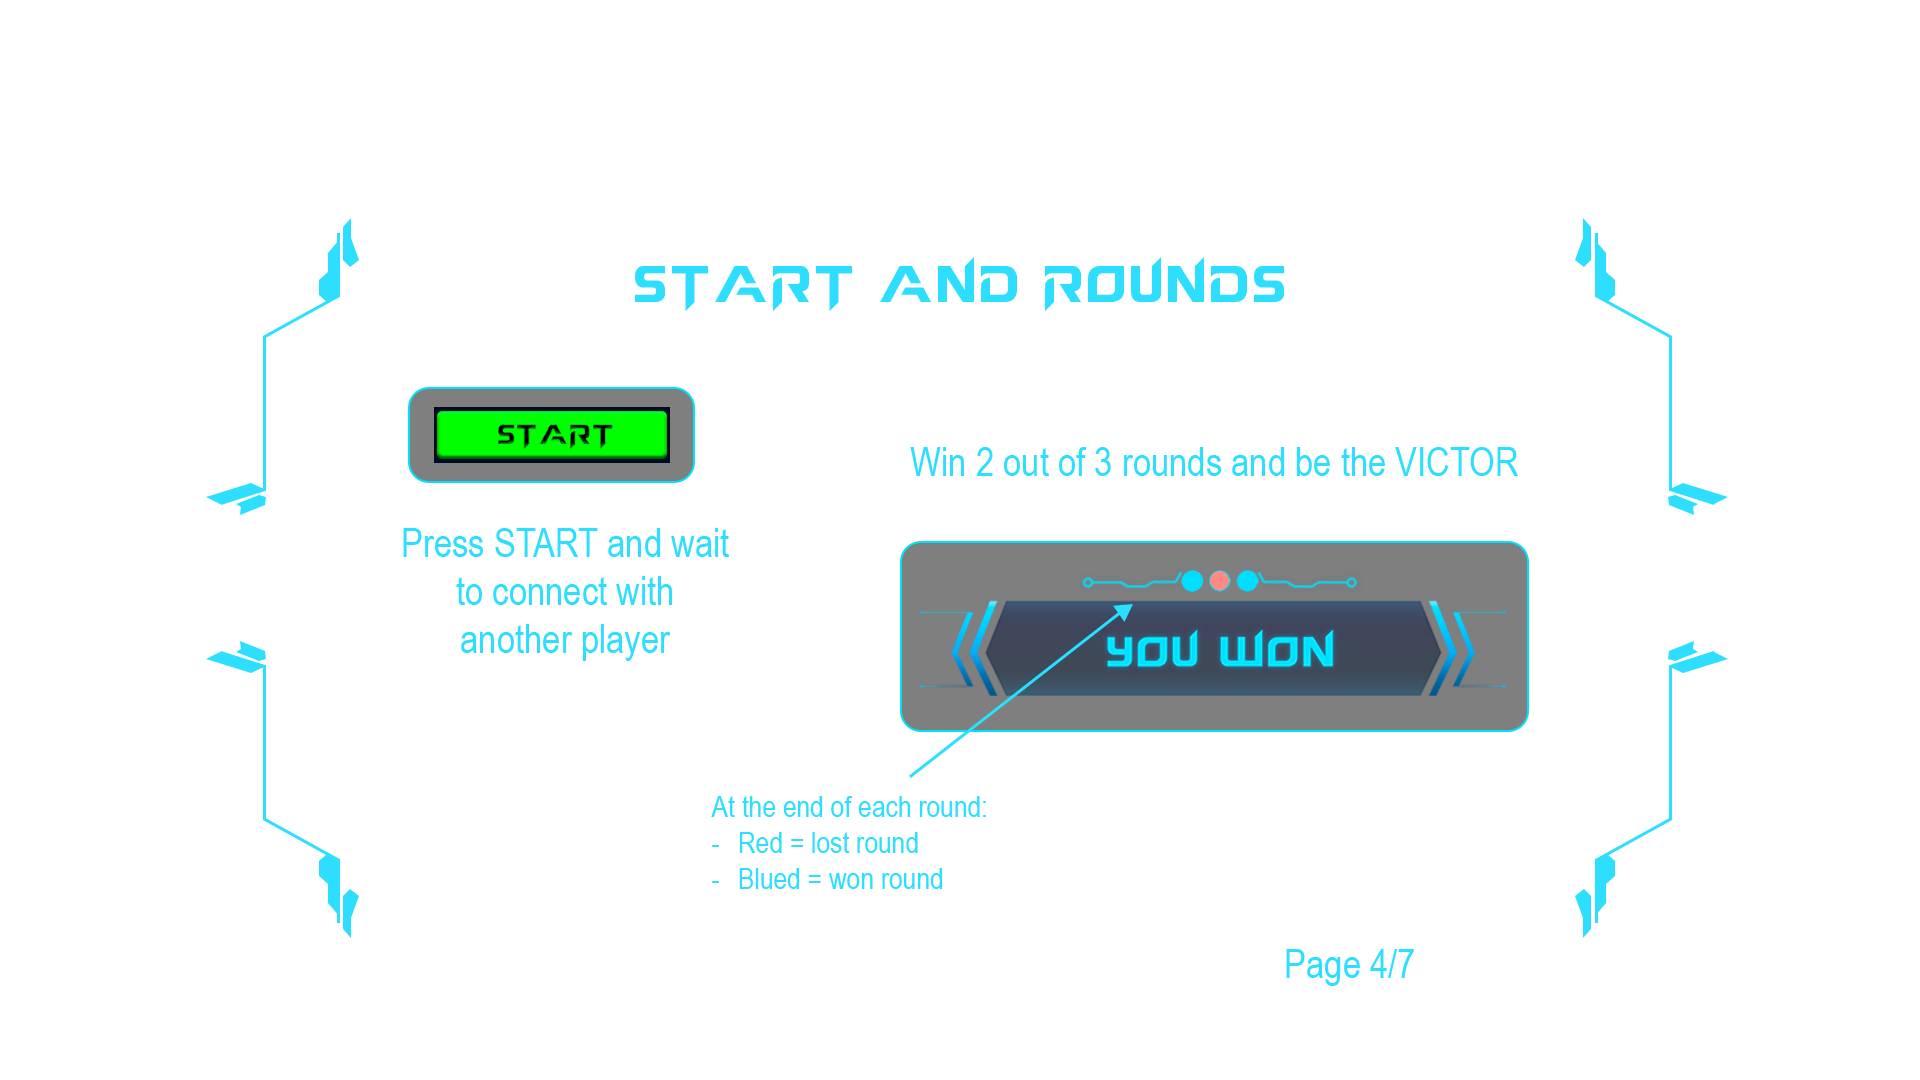 START AND ROUNDS
START
Press START and wait
to connect with
another player
Win 2 out of 3 rounds and be the VICTOR
YOU WON
At the end of each round:
- Red = lost round
- Blued = won round
Page 4/7